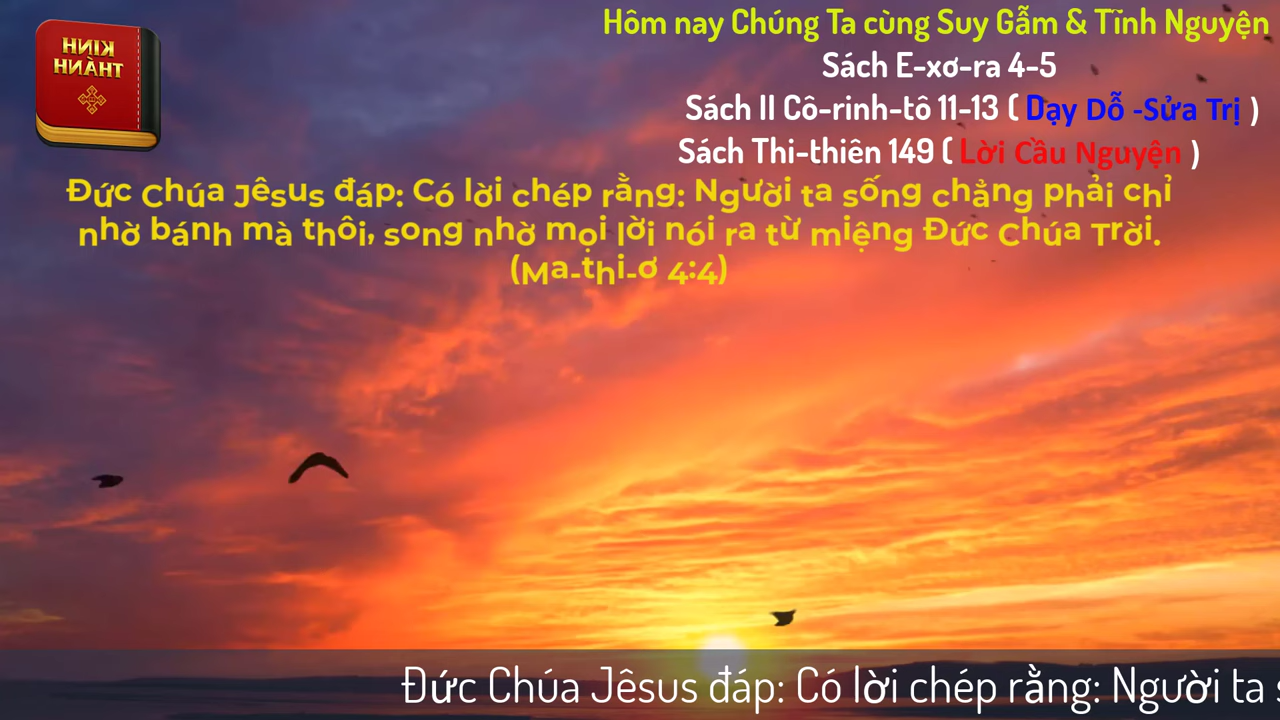 KINH
THÀNH
Hôm nay Chúng Ta cùng Suy Gẫm & Tĩnh Nguyện
Sách E-xơ-ra 4-5
Sách II Cô-rinh-tô 11-13 ( Dạy Dỗ -Sửa Trị )
Sách Thi-thiên 149 ( Lời Cầu Nguyện )
Đức Chúa Jêsus đáp: Có lời chép rằng: Người ta sống chẳng phải chỉ
nhờ bánh mà thôi, song nhờ mọi lời nói ra từ miệng Đức Chúa Trời.
(Ma-thi-ơ 4:4)
Đức Chúa Jêsus đáp: Có lời chép rằng: Người ta